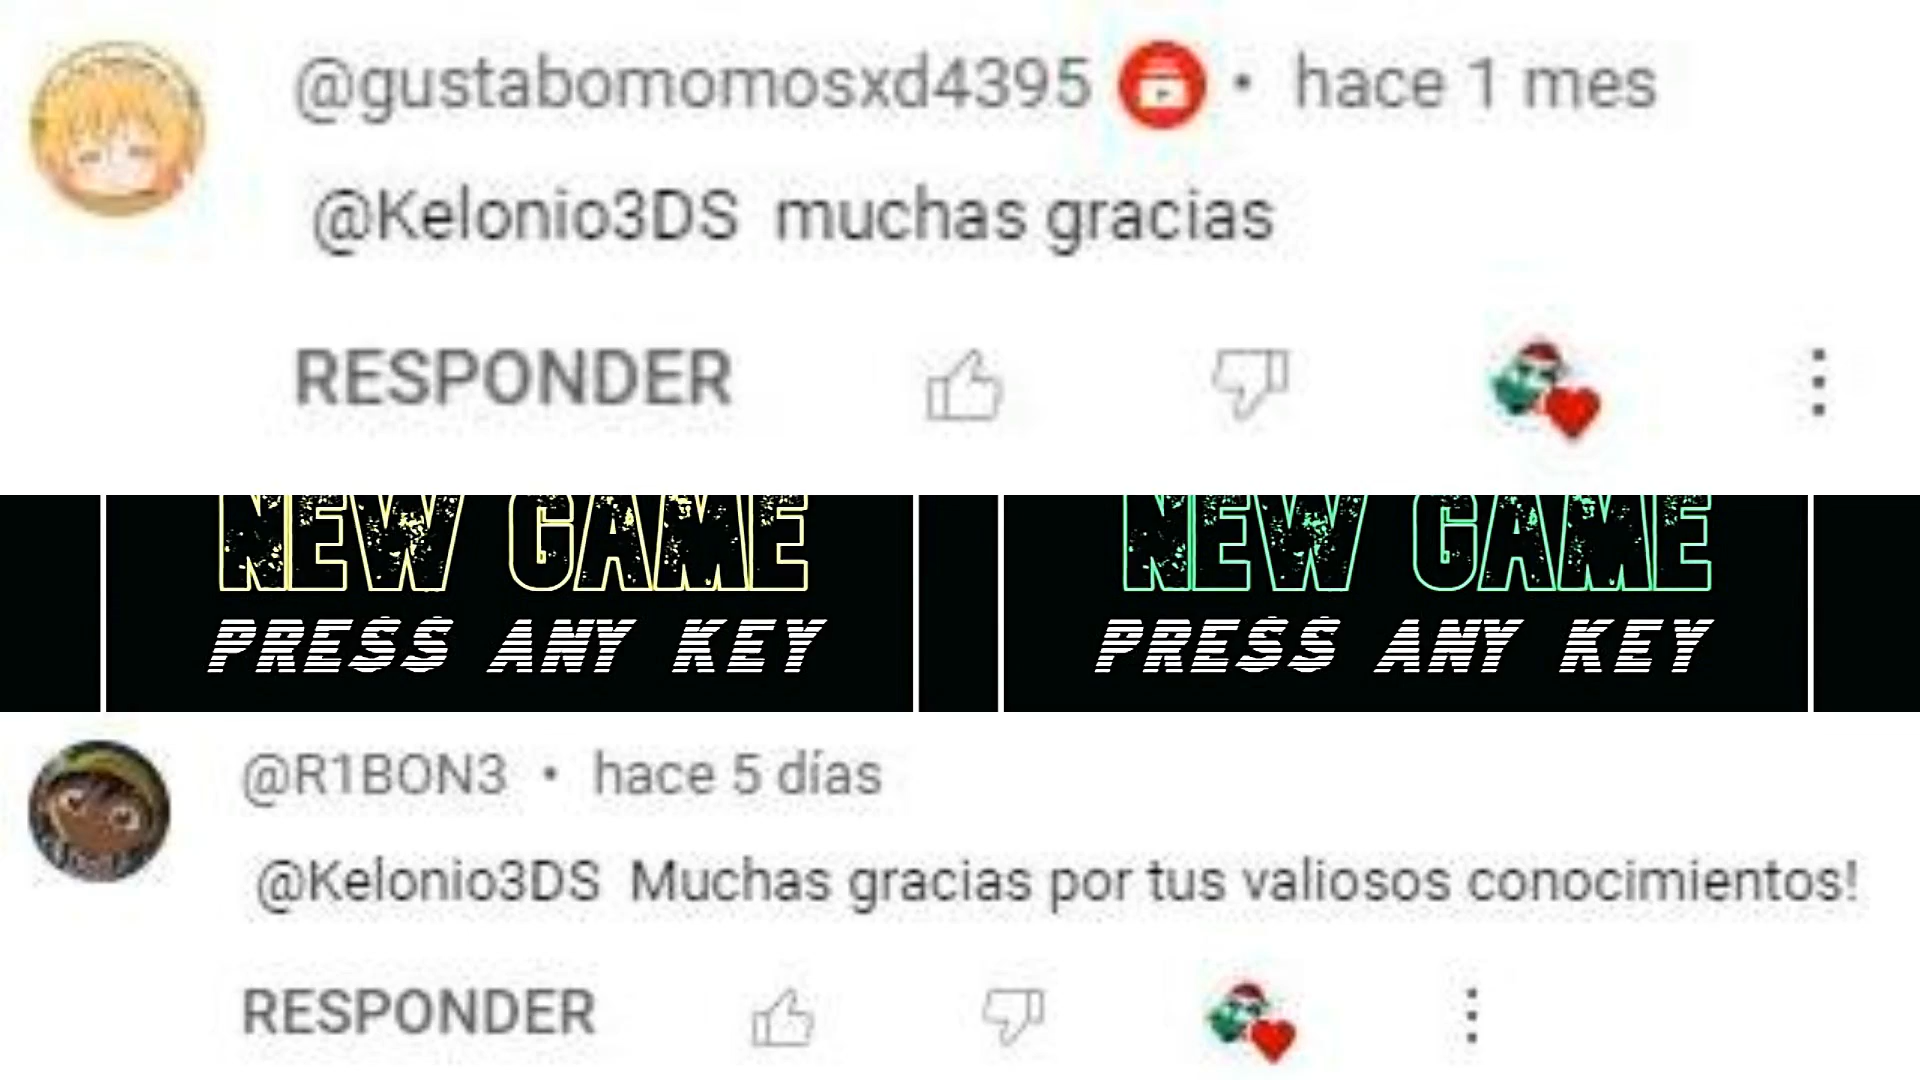 @gustabomomosxd4395 • hace 1 mes
@Kelonio3DS muchas gracias
RESPONDER
NEW GAME NEW GAME
PRESS ANY KEY PRESS ANY KEY
@R1BON3 • hace 5 días
@Kelonio3DS Muchas gracias por tus valiosos conocimientos!
RESPONDER